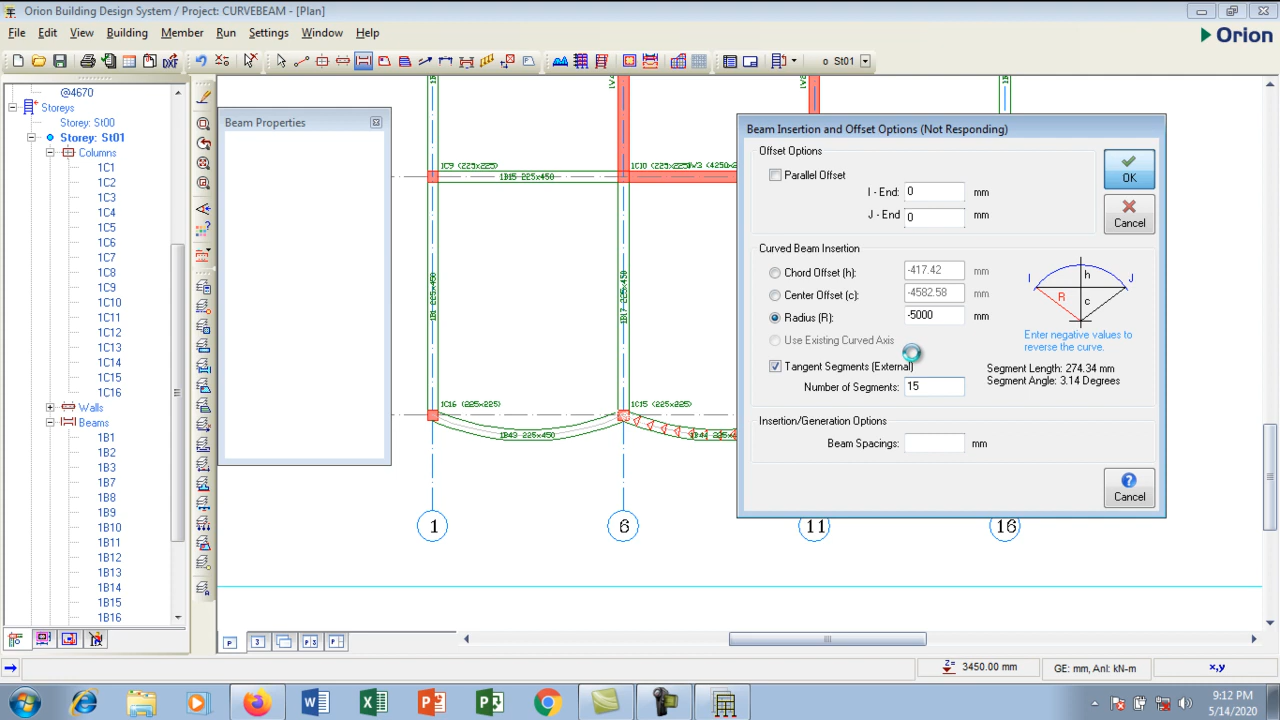 Orion Building Design System / Project: CURVEBEAM - [Plan]
File Edit View Building Member Run Settings Window Help
Orion
DXF
St01
@4670
Storeys
Storey: St00
Storey: St01
Columns
1C1
1C2
1C3
1C4
1C5
1C6
1C7
1C8
1C9
1C10
1C11
1C12
1C13
1C14
1C15
1C16
Walls
Beams
1B1
1B2
1B3
1B7
1B8
1B9
1B10
1B11
1B12
1B13
1B14
1B15
1B16
Beam Properties
1C9 (225x225)
1C10 (225x225)
1B15 225x450
1B17 225x450
1C16 (225x225)
1C15 (225x225)
1B43 225x450
1
6
11
16
Beam Insertion and Offset Options (Not Responding)
Offset Options
Parallel Offset
I - End: 0 mm
J - End 0 mm
OK
Cancel
Curved Beam Insertion
Chord Offset (h): -417.42 mm
Center Offset (c): -4582.58 mm
Radius (R): -5000 mm
Use Existing Curved Axis
Tangent Segments (External)
Number of Segments: 15
I
J
h
R
c
Enter negative values to
reverse the curve.
Segment Length: 274.34 mm
Segment Angle: 3.14 Degrees
Insertion/Generation Options
Beam Spacings: mm
Cancel
Z= 3450.00 mm
GE: mm, Anl: kN-m
x,y
9:12 PM
5/14/2020